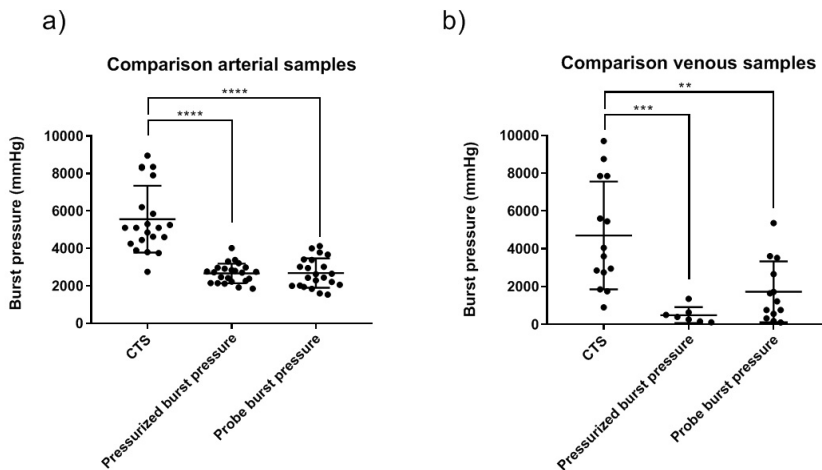 a)
Comparison arterial samples
****
****
Burst pressure (mmHg)
10000
8000
6000
4000
2000
0
CTS
Pressurized burst pressure
Probe burst pressure
b)
Comparison venous samples
**
***
Burst pressure (mmHg)
10000
8000
6000
4000
2000
0
CTS
Pressurized burst pressure
Probe burst pressure